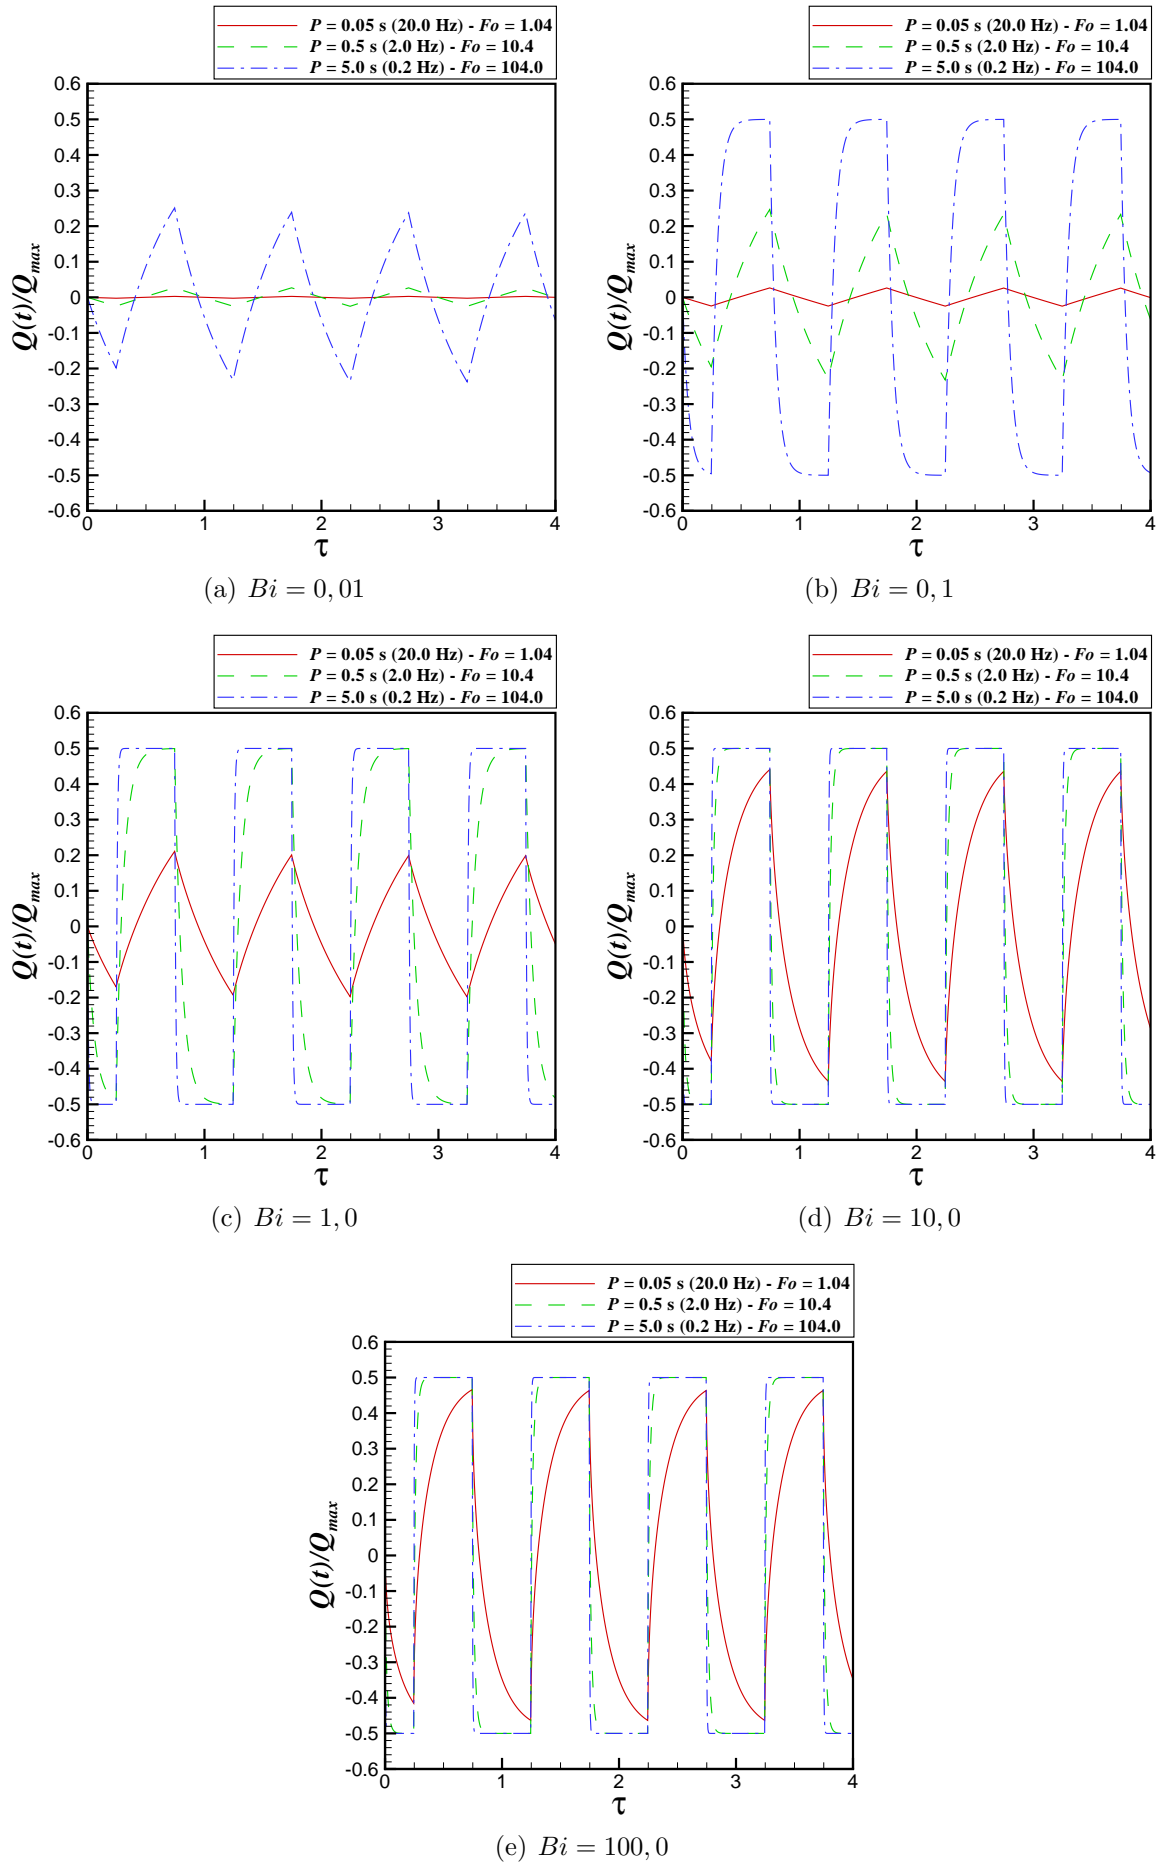 P = 0.05 s (20.0 Hz) - Fo = 1.04
P = 0.5 s (2.0 Hz) - Fo = 10.4
P = 5.0 s (0.2 Hz) - Fo = 104.0
0.6
0.5
0.4
0.3
0.2
0.1
0
-0.1
-0.2
-0.3
-0.4
-0.5
-0.6
Q(t)/Qmax
0 1 2 3 4
τ
(a) Bi = 0, 01
P = 0.05 s (20.0 Hz) - Fo = 1.04
P = 0.5 s (2.0 Hz) - Fo = 10.4
P = 5.0 s (0.2 Hz) - Fo = 104.0
0.6
0.5
0.4
0.3
0.2
0.1
0
-0.1
-0.2
-0.3
-0.4
-0.5
-0.6
Q(t)/Qmax
0 1 2 3 4
τ
(b) Bi = 0, 1
P = 0.05 s (20.0 Hz) - Fo = 1.04
P = 0.5 s (2.0 Hz) - Fo = 10.4
P = 5.0 s (0.2 Hz) - Fo = 104.0
0.6
0.5
0.4
0.3
0.2
0.1
0
-0.1
-0.2
-0.3
-0.4
-0.5
-0.6
Q(t)/Qmax
0 1 2 3 4
τ
(c) Bi = 1, 0
P = 0.05 s (20.0 Hz) - Fo = 1.04
P = 0.5 s (2.0 Hz) - Fo = 10.4
P = 5.0 s (0.2 Hz) - Fo = 104.0
0.6
0.5
0.4
0.3
0.2
0.1
0
-0.1
-0.2
-0.3
-0.4
-0.5
-0.6
Q(t)/Qmax
0 1 2 3 4
τ
(d) Bi = 10, 0
P = 0.05 s (20.0 Hz) - Fo = 1.04
P = 0.5 s (2.0 Hz) - Fo = 10.4
P = 5.0 s (0.2 Hz) - Fo = 104.0
0.6
0.5
0.4
0.3
0.2
0.1
0
-0.1
-0.2
-0.3
-0.4
-0.5
-0.6
Q(t)/Qmax
0 1 2 3 4
τ
(e) Bi = 100, 0